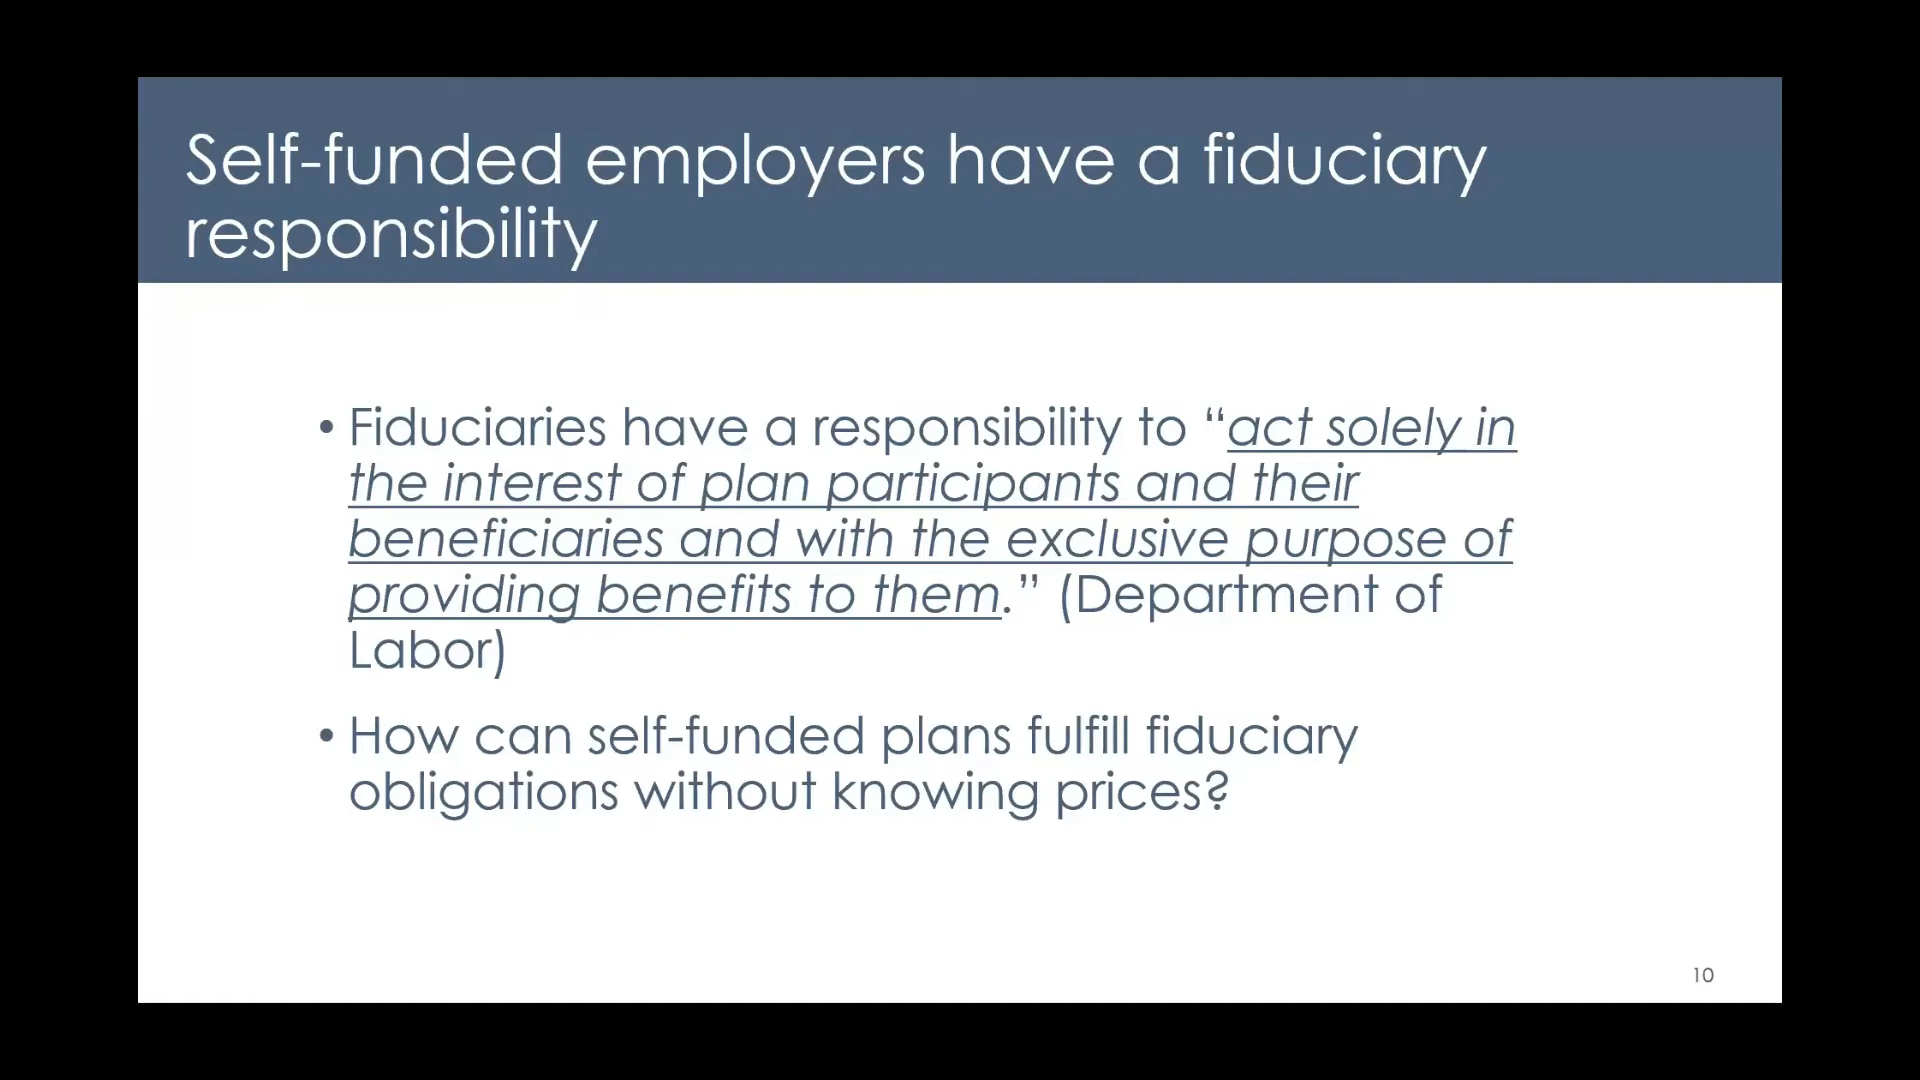 Self-funded employers have a fiduciary
responsibility
• Fiduciaries have a responsibility to “act solely in
the interest of plan participants and their
beneficiaries and with the exclusive purpose of
providing benefits to them.” (Department of
Labor)
• How can self-funded plans fulfill fiduciary
obligations without knowing prices?
10